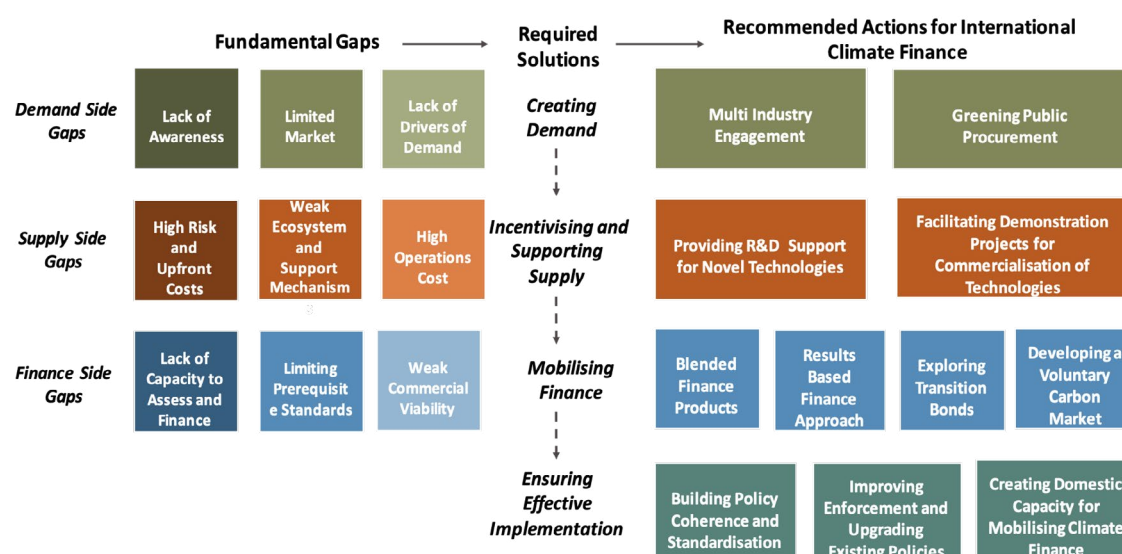 Fundamental Gaps
Required
Solutions
Recommended Actions for International
Climate Finance
Demand Side
Gaps
Lack of
Awareness
Limited
Market
Lack of
Drivers of
Demand
Creating
Demand
Multi Industry
Engagement
Greening Public
Procurement
Supply Side
Gaps
High Risk
and
Upfront
Costs
Weak
Ecosystem
and
Support
Mechanism
s
High
Operations
Cost
Incentivising and
Supporting
Supply
Providing R&D Support
for Novel Technologies
Facilitating Demonstration
Projects for
Commercialisation of
Technologies
Finance Side
Gaps
Lack of
Capacity to
Assess and
Finance
Limiting
Prerequisit
e Standards
Weak
Commercial
Viability
Mobilising
Finance
Blended
Finance
Products
Results
Based
Finance
Approach
Exploring
Transition
Bonds
Developing a
Voluntary
Carbon
Market
Ensuring
Effective
Implementation
Building Policy
Coherence and
Standardisation
Improving
Enforcement and
Upgrading
Existing Policies
Creating Domestic
Capacity for
Mobilising Climate
Finance